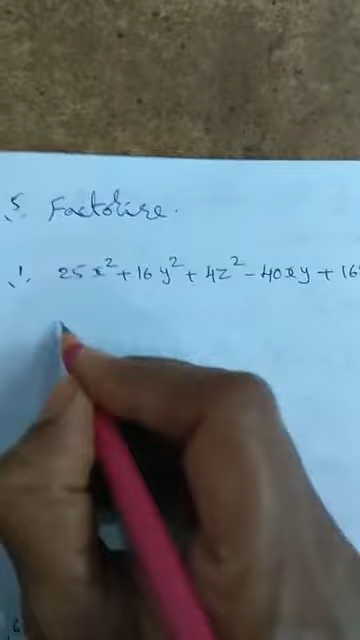 5 Factorise.
1. 25x² + 16y² + 4z² - 40xy + 16